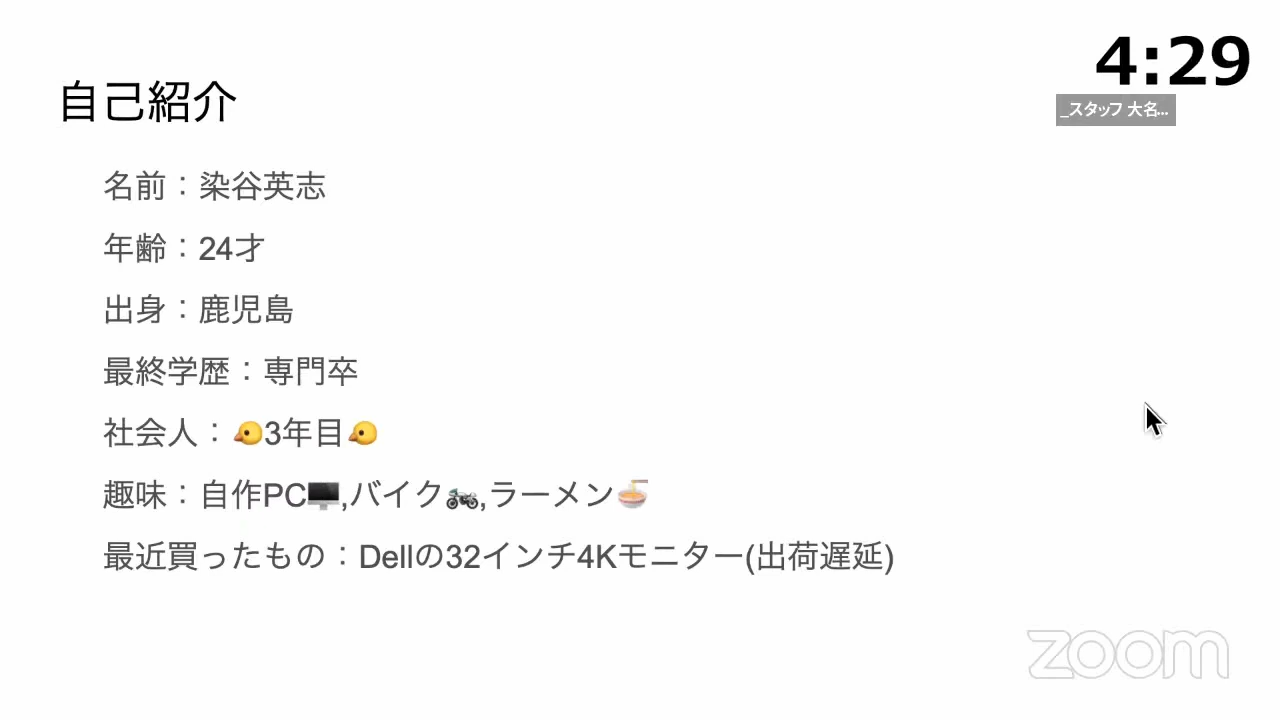 4:29
_スタッフ 大名...
自己紹介
名前：染谷英志
年齢：24才
出身：鹿児島
最終学歴：専門卒
社会人：🐤3年目🐤
趣味：自作PC🖥️,バイク🏍️,ラーメン🍜
最近買ったもの：Dellの32インチ4Kモニター(出荷遅延)
zoom